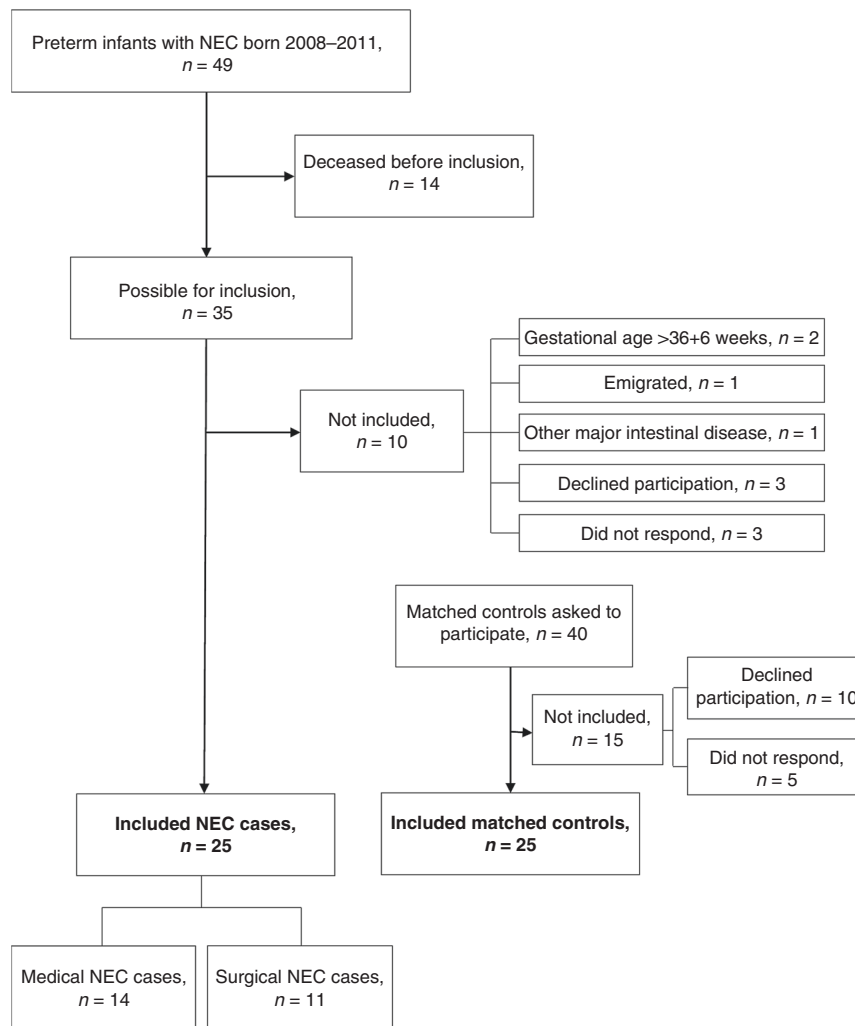 Preterm infants with NEC born 2008–2011,
n = 49
Deceased before inclusion,
n = 14
Possible for inclusion,
n = 35
Not included,
n = 10
Gestational age >36+6 weeks, n = 2
Emigrated, n = 1
Other major intestinal disease, n = 1
Declined participation, n = 3
Did not respond, n = 3
Matched controls asked to
participate, n = 40
Not included,
n = 15
Declined
participation, n = 10
Did not respond,
n = 5
Included NEC cases,
n = 25
Included matched controls,
n = 25
Medical NEC cases,
n = 14
Surgical NEC cases,
n = 11